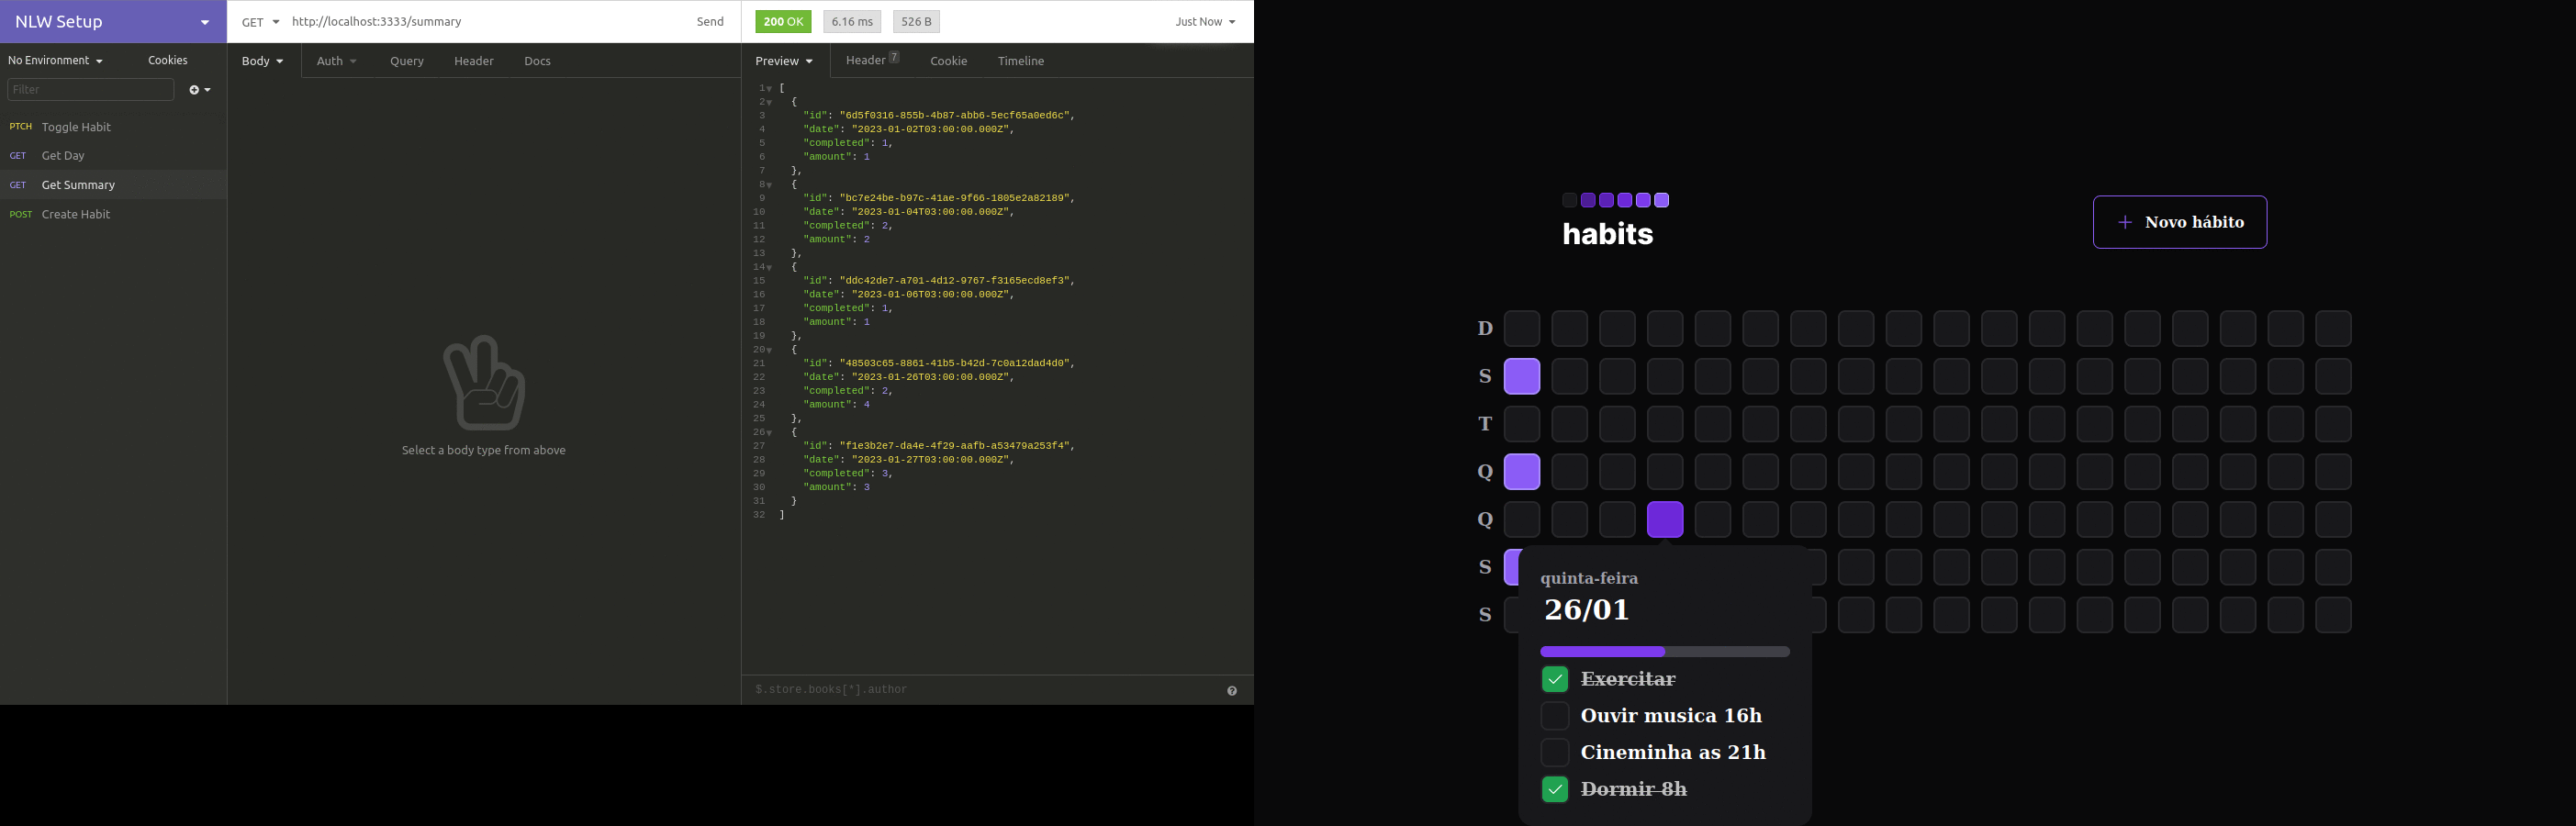 NLW Setup
GET http://localhost:3333/summary Send
200 OK 6.16 ms 526 B Just Now
No Environment Cookies
Body Auth Query Header Docs
Preview Header 7 Cookie Timeline
Filter
PTCH Toggle Habit
GET Get Day
GET Get Summary
POST Create Habit
Select a body type from above
1 [
2 {
3 "id": "6d5f0316-855b-4b87-abb6-5ecf65a0ed6c",
4 "date": "2023-01-02T03:00:00.000Z",
5 "completed": 1,
6 "amount": 1
7 },
8 {
9 "id": "bc7e24be-b97c-41ae-9f66-1805e2a82189",
10 "date": "2023-01-04T03:00:00.000Z",
11 "completed": 2,
12 "amount": 2
13 },
14 {
15 "id": "ddc42de7-a701-4d12-9767-f3165ecd8ef3",
16 "date": "2023-01-06T03:00:00.000Z",
17 "completed": 1,
18 "amount": 1
19 },
20 {
21 "id": "48503c65-8861-41b5-b42d-7c0a12dad4d0",
22 "date": "2023-01-26T03:00:00.000Z",
23 "completed": 2,
24 "amount": 4
25 },
26 {
27 "id": "f1e3b2e7-da4e-4f29-aafb-a53479a253f4",
28 "date": "2023-01-27T03:00:00.000Z",
29 "completed": 3,
30 "amount": 3
31 }
32 ]
$.store.books[*].author
habits
Novo hábito
D
S
T
Q
Q
S
S
quinta-feira
26/01
Exercitar
Ouvir musica 16h
Cineminha as 21h
Dormir 8h